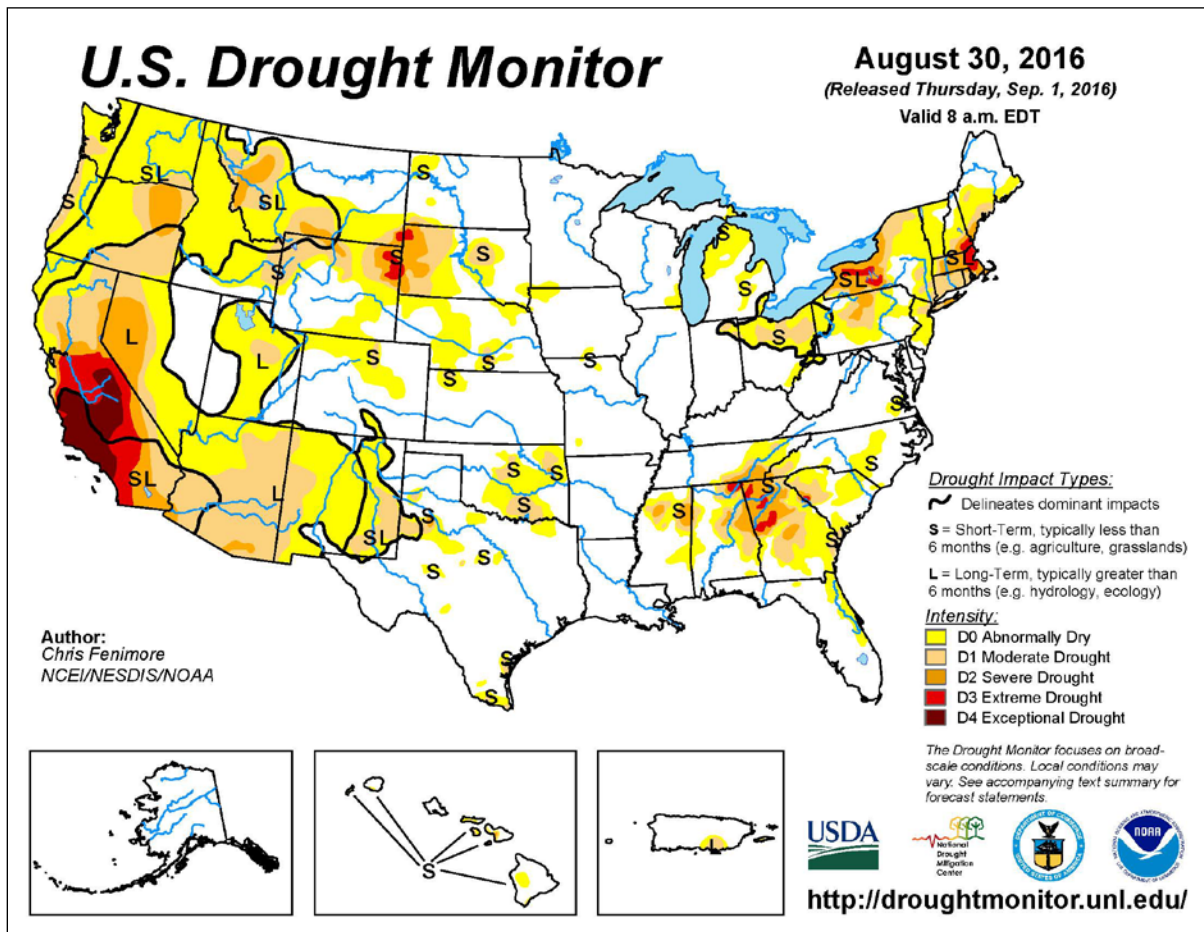 U.S. Drought Monitor
August 30, 2016
(Released Thursday, Sep. 1, 2016)
Valid 8 a.m. EDT
SL
S
SL
S
S
S
S
L
L
S
S
S
S
S
S
S
SL
S
S
SL
L
S
S
S
S
S
S
SL
S
S
S
S
S
S
Drought Impact Types:
Delineates dominant impacts
S = Short-Term, typically less than
6 months (e.g. agriculture, grasslands)
L = Long-Term, typically greater than
6 months (e.g. hydrology, ecology)
Intensity:
D0 Abnormally Dry
D1 Moderate Drought
D2 Severe Drought
D3 Extreme Drought
D4 Exceptional Drought
Author:
Chris Fenimore
NCEI/NESDIS/NOAA
The Drought Monitor focuses on broad-
scale conditions. Local conditions may
vary. See accompanying text summary for
forecast statements.
S
L
USDA
National
Drought
Mitigation
Center
NOAA
http://droughtmonitor.unl.edu/